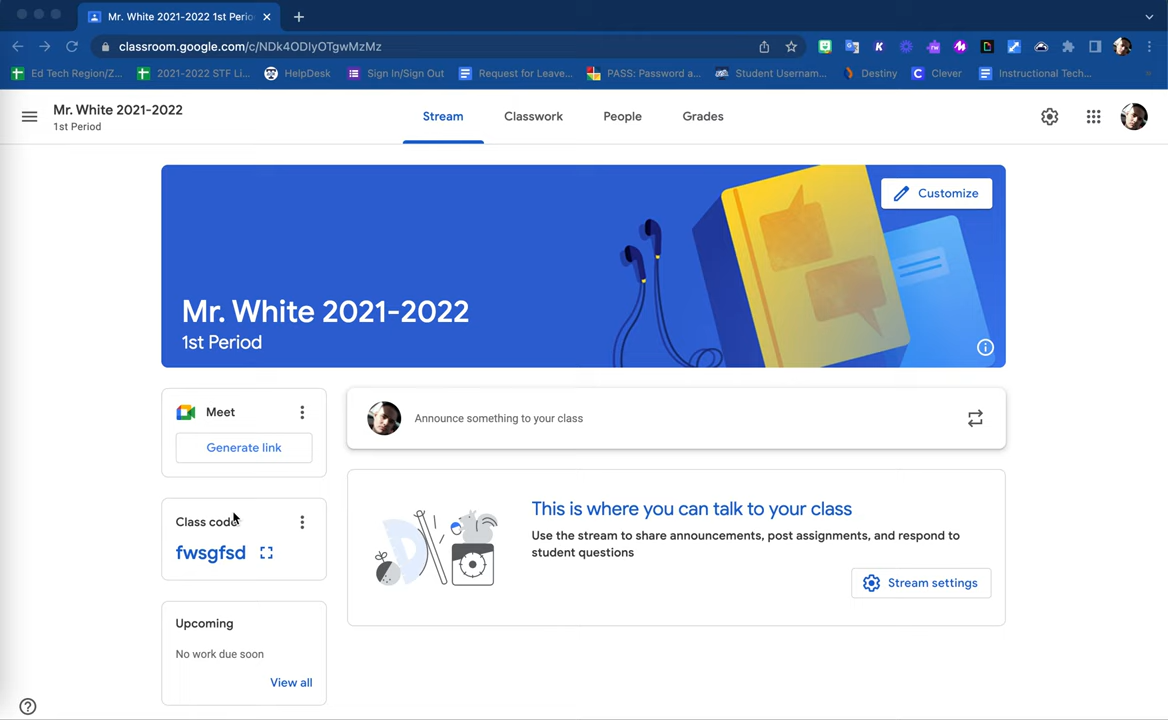 Mr. White 2021-2022 1st Perio
classroom.google.com/c/NDk4ODIyOTgwMzMz
Ed Tech Region/Z... 2021-2022 STF Li... HelpDesk Sign In/Sign Out Request for Leave... PASS: Password a... Student Usernam... Destiny Clever Instructional Tech...
Mr. White 2021-2022
1st Period
Stream Classwork People Grades
Customize
Mr. White 2021-2022
1st Period
Meet
Generate link
Announce something to your class
Class code
fwsgfsd
This is where you can talk to your class
Use the stream to share announcements, post assignments, and respond to
student questions
Stream settings
Upcoming
No work due soon
View all